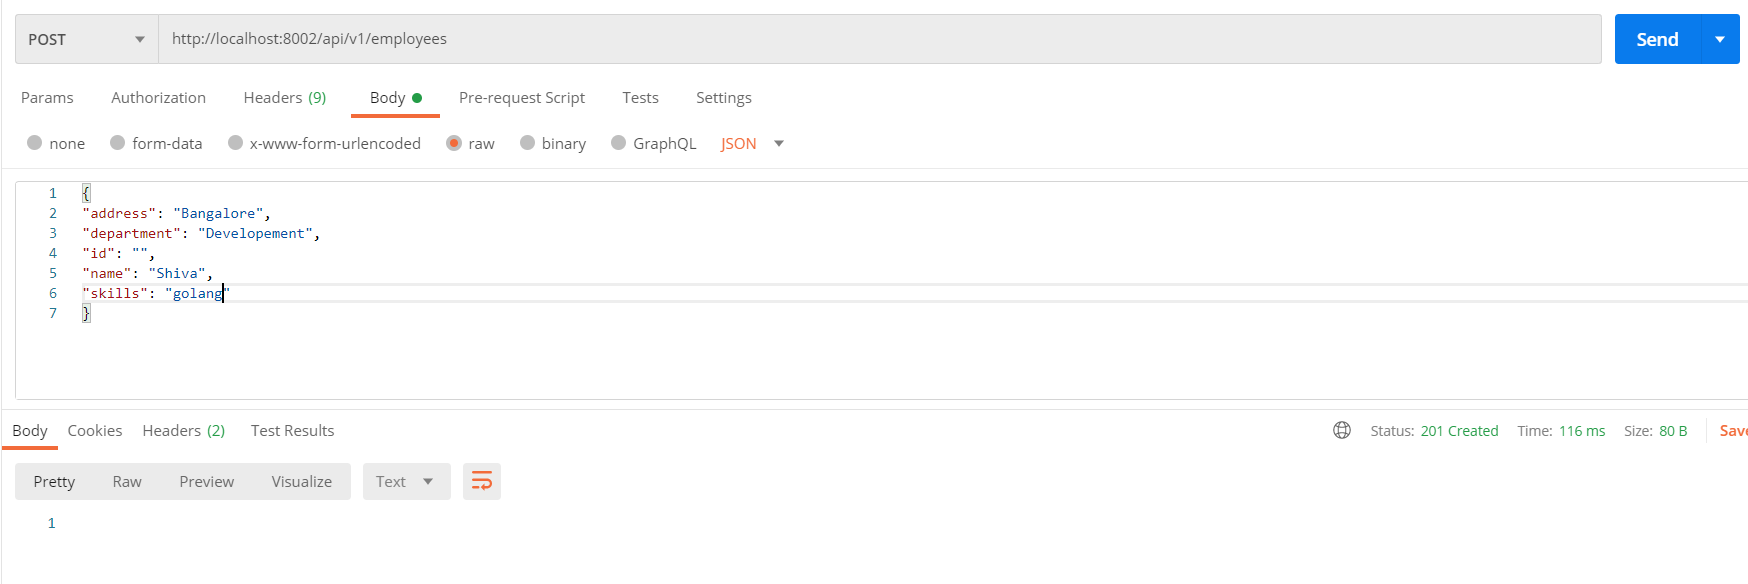 POST http://localhost:8002/api/v1/employees Send
Params Authorization Headers (9) Body Pre-request Script Tests Settings
none form-data x-www-form-urlencoded raw binary GraphQL JSON
1 {
2 "address": "Bangalore",
3 "department": "Developement",
4 "id": "",
5 "name": "Shiva",
6 "skills": "golang"
7 }
Body Cookies Headers (2) Test Results Status: 201 Created Time: 116 ms Size: 80 B Save
Pretty Raw Preview Visualize Text
1